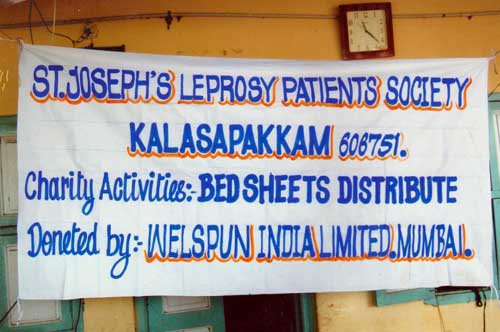 ST.JOSEPH'S LEPROSY PATIENTS SOCIETY
KALASAPAKKAM 606751.
Charity Activities:- BED SHEETS DISTRIBUTE
Doneted by:- WELSPUN INDIA LIMITED. MUMBAI.